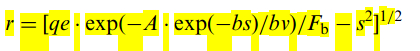 r = [qe · exp(−A · exp(−bs)/bv)/F_b − s²]^{1/2}